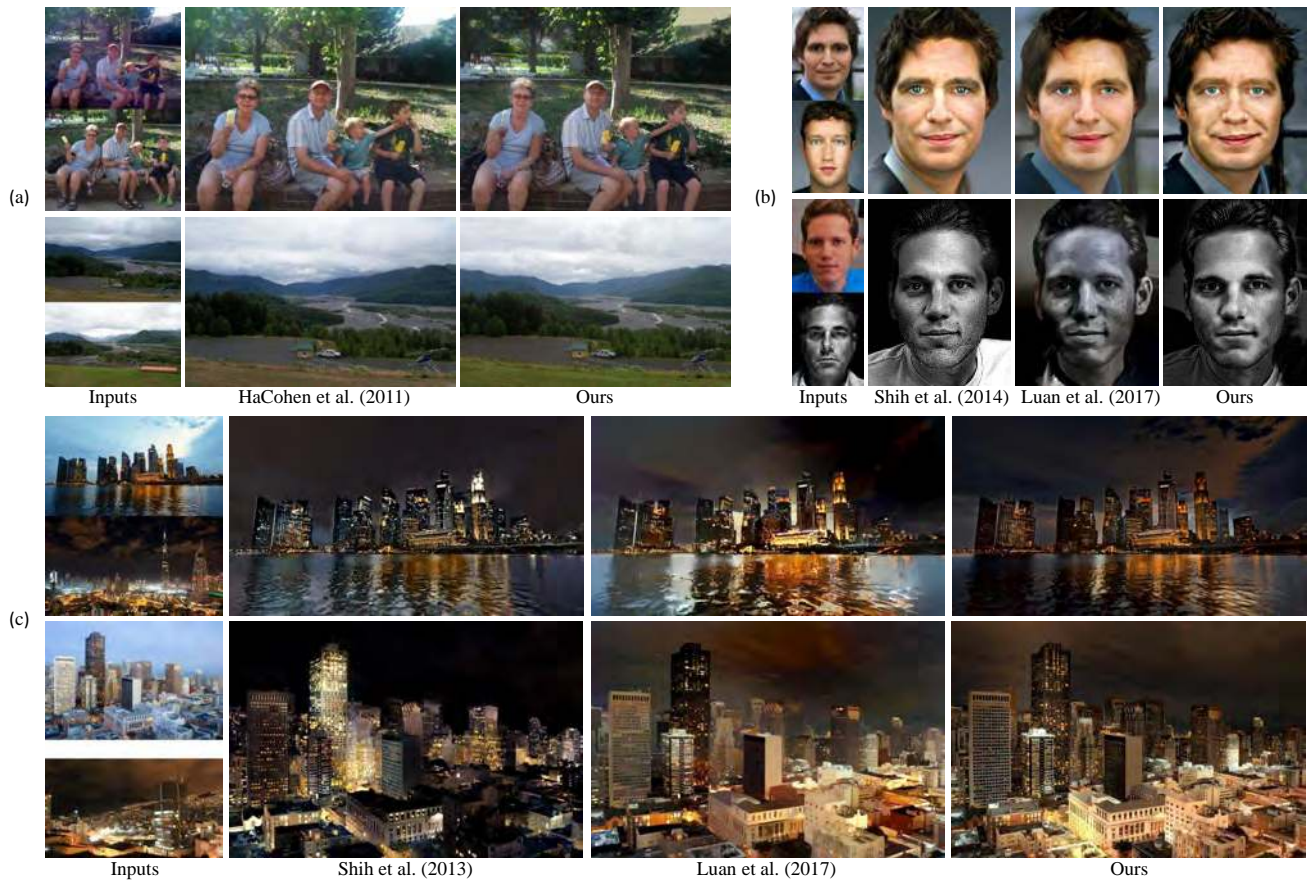 (a)
(b)
Inputs HaCohen et al. (2011) Ours
Inputs Shih et al. (2014) Luan et al. (2017) Ours
(c)
Inputs Shih et al. (2013) Luan et al. (2017) Ours